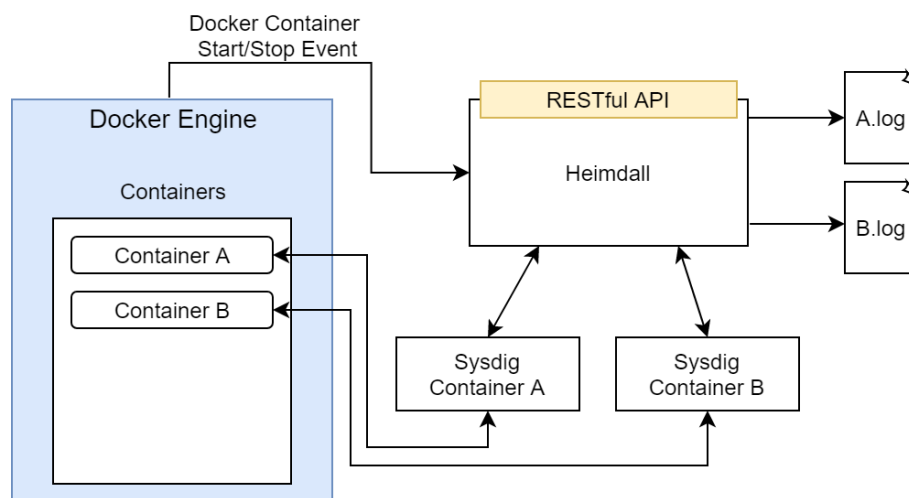 Docker Container
Start/Stop Event
RESTful API
Docker Engine
A.log
Heimdall
Containers
B.log
Container A
Container B
Sysdig
Container A
Sysdig
Container B